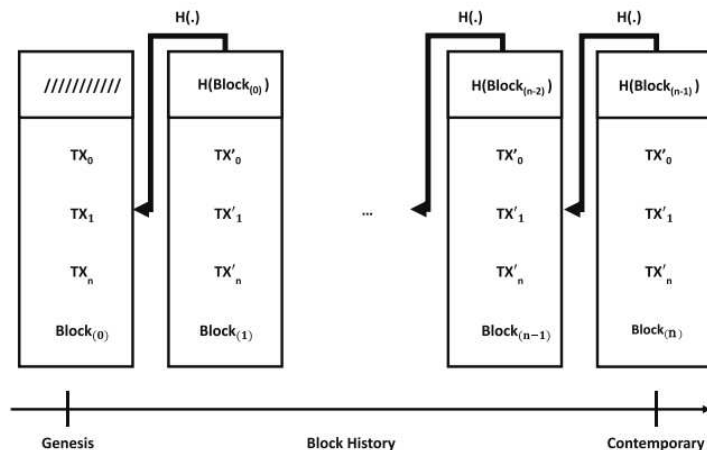 H(.) H(.) H(.)
/////////// H(Block(0)) H(Block(n-2)) H(Block(n-1))
TX0 TX'0 TX'0 TX'0
TX1 TX'1 ... TX'1 TX'1
TXn TX'n TX'n TX'n
Block(0) Block(1) Block(n−1) Block(n)
Genesis Block History Contemporary